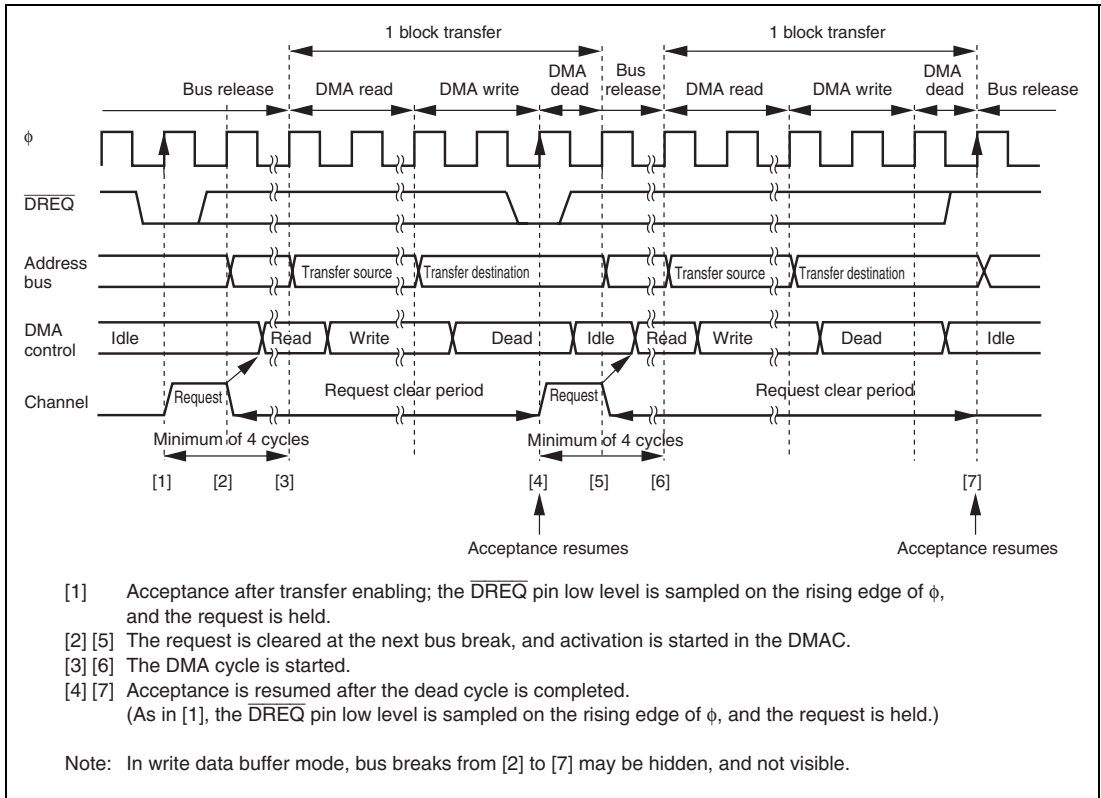 1 block transfer 1 block transfer
Bus release DMA read DMA write DMA dead Bus release DMA read DMA write DMA dead Bus release
φ
DREQ
Address bus Transfer source Transfer destination Transfer source Transfer destination
DMA control Idle Read Write Dead Idle Read Write Dead Idle
Channel Request Request clear period Request Request clear period
Minimum of 4 cycles Minimum of 4 cycles
[1] [2] [3] [4] [5] [6] [7]
Acceptance resumes Acceptance resumes
[1] Acceptance after transfer enabling; the DREQ pin low level is sampled on the rising edge of φ,
and the request is held.
[2] [5] The request is cleared at the next bus break, and activation is started in the DMAC.
[3] [6] The DMA cycle is started.
[4] [7] Acceptance is resumed after the dead cycle is completed.
(As in [1], the DREQ pin low level is sampled on the rising edge of φ, and the request is held.)
Note: In write data buffer mode, bus breaks from [2] to [7] may be hidden, and not visible.